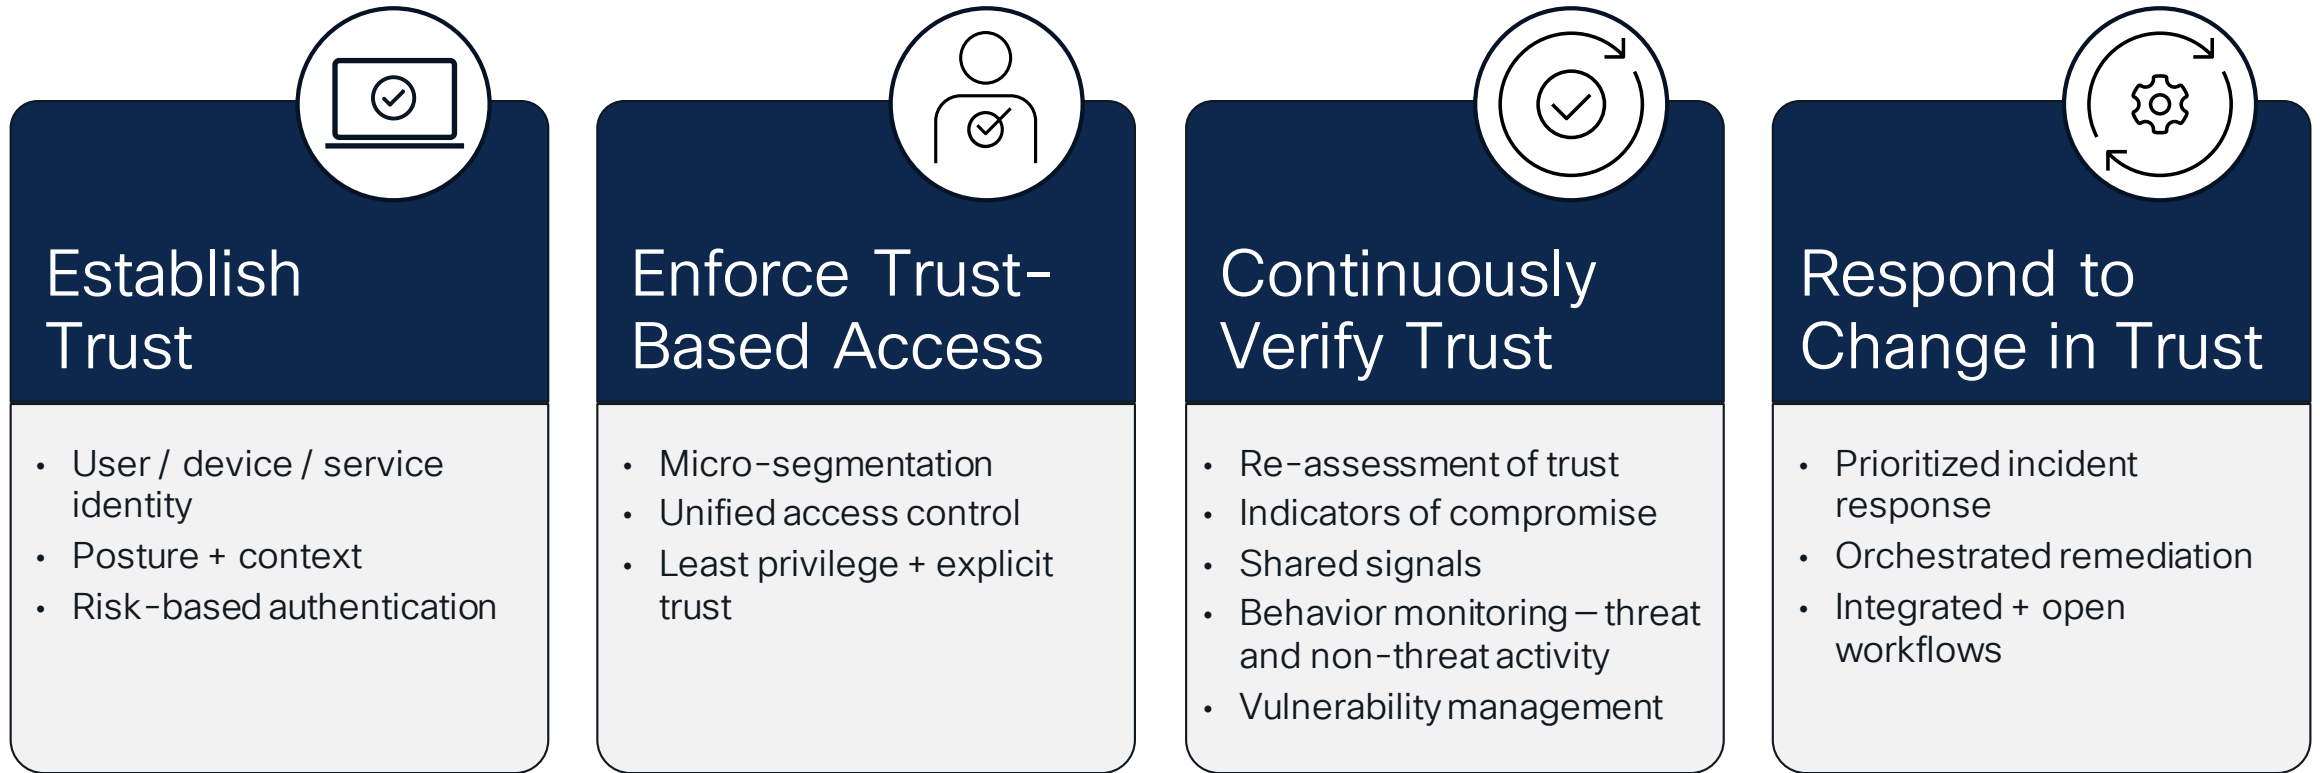 Establish
Trust
• User / device / service
identity
• Posture + context
• Risk-based authentication
Enforce Trust-
Based Access
• Micro-segmentation
• Unified access control
• Least privilege + explicit
trust
Continuously
Verify Trust
• Re-assessment of trust
• Indicators of compromise
• Shared signals
• Behavior monitoring – threat
and non-threat activity
• Vulnerability management
Respond to
Change in Trust
• Prioritized incident
response
• Orchestrated remediation
• Integrated + open
workflows